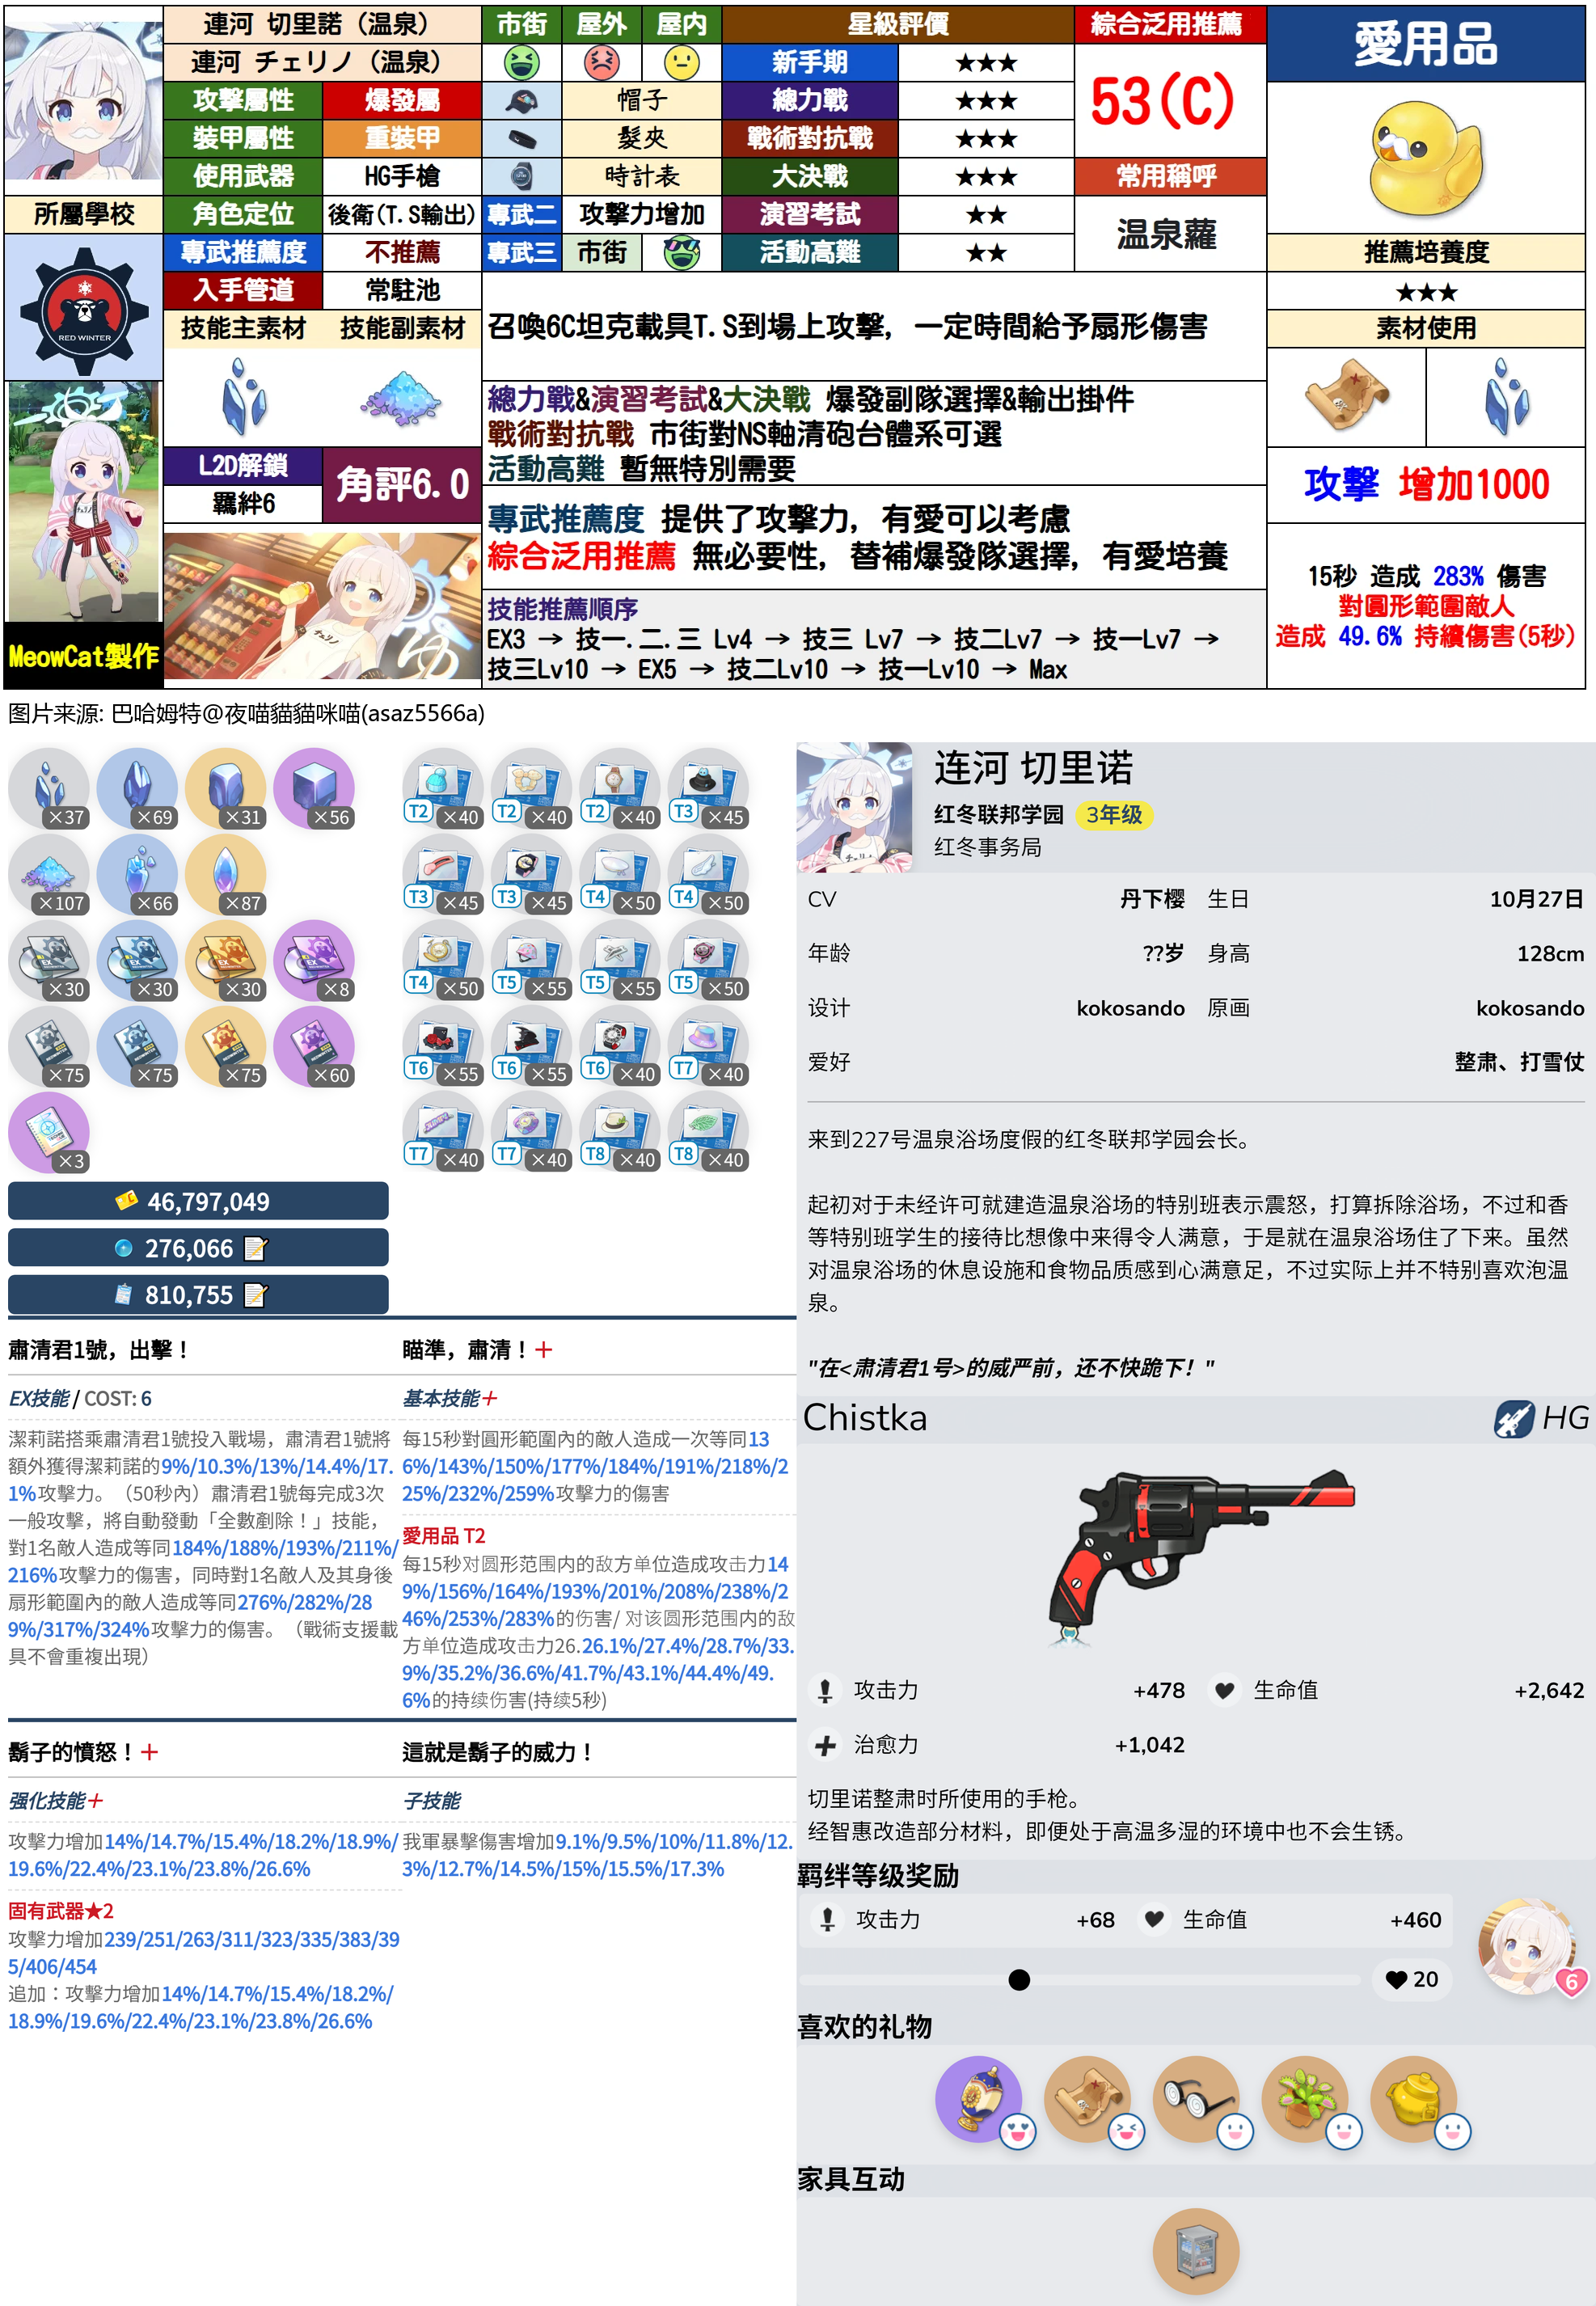 連河 切里諾（温泉）
連河 チェリノ（温泉）
攻擊屬性 爆發屬
裝甲屬性 重裝甲
使用武器 HG手槍
所屬學校
角色定位 後衛(T.S輸出)
專武推薦度 不推薦
入手管道 常駐池
技能主素材 技能副素材
RED WINTER
L2D解鎖
羈絆6
角評6.0
MeowCat製作
市街 屋外 屋内
帽子
髮夾
時計表
專武二 攻擊力增加
專武三 市街
星級評價
新手期 ★★★
總力戰 ★★★
戰術對抗戰 ★★★
大決戰 ★★★
演習考試 ★★
活動高難 ★★
綜合泛用推薦
53(C)
常用稱呼
温泉蘿
召喚6C坦克載具T.S到場上攻擊, 一定時間給予扇形傷害
總力戰&演習考試&大決戰 爆發副隊選擇&輸出掛件
戰術對抗戰 市街對NS軸清砲台體系可選
活動高難 暫無特別需要
專武推薦度 提供了攻擊力, 有愛可以考慮
綜合泛用推薦 無必要性, 替補爆發隊選擇, 有愛培養
技能推薦順序
EX3 → 技一.二.三 Lv4 → 技三 Lv7 → 技二Lv7 → 技一Lv7 →
技三Lv10 → EX5 → 技二Lv10 → 技一Lv10 → Max
愛用品
推薦培養度
★★★
素材使用
攻擊 增加1000
15秒 造成 283% 傷害
對圓形範圍敵人
造成 49.6% 持續傷害(5秒)
图片来源: 巴哈姆特@夜喵貓貓咪喵(asaz5566a)
×37 ×69 ×31 ×56
×107 ×66 ×87
×30 ×30 ×30 ×8
×75 ×75 ×75 ×60
×3
46,797,049
276,066
810,755
T2 ×40 T2 ×40 T2 ×40 T3 ×45
T3 ×45 T3 ×45 T4 ×50 T4 ×50
T4 ×50 T5 ×55 T5 ×55 T5 ×50
T6 ×55 T6 ×55 T6 ×40 T7 ×40
T7 ×40 T7 ×40 T8 ×40 T8 ×40
肅清君1號，出擊！
EX技能 / COST: 6
潔莉諾搭乘肅清君1號投入戰場，肅清君1號將
額外獲得潔莉諾的9%/10.3%/13%/14.4%/17.
1%攻擊力。（50秒內）肅清君1號每完成3次
一般攻擊，將自動發動「全數剷除！」技能，
對1名敵人造成等同184%/188%/193%/211%/
216%攻擊力的傷害，同時對1名敵人及其身後
扇形範圍內的敵人造成等同276%/282%/28
9%/317%/324%攻擊力的傷害。（戰術支援載
具不會重複出現）
瞄準，肅清！＋
基本技能＋
每15秒對圓形範圍內的敵人造成一次等同13
6%/143%/150%/177%/184%/191%/218%/2
25%/232%/259%攻擊力的傷害
愛用品 T2
每15秒对圆形范围内的敌方单位造成攻击力14
9%/156%/164%/193%/201%/208%/238%/2
46%/253%/283%的伤害/ 对该圆形范围内的敌
方单位造成攻击力26.26.1%/27.4%/28.7%/33.
9%/35.2%/36.6%/41.7%/43.1%/44.4%/49.
6%的持续伤害(持续5秒)
鬍子的憤怒！＋
强化技能＋
攻擊力增加14%/14.7%/15.4%/18.2%/18.9%/
19.6%/22.4%/23.1%/23.8%/26.6%
固有武器★2
攻擊力增加239/251/263/311/323/335/383/39
5/406/454
追加：攻擊力增加14%/14.7%/15.4%/18.2%/
18.9%/19.6%/22.4%/23.1%/23.8%/26.6%
這就是鬍子的威力！
子技能
我軍暴擊傷害增加9.1%/9.5%/10%/11.8%/12.
3%/12.7%/14.5%/15%/15.5%/17.3%
连河 切里诺
红冬联邦学园 3年级
红冬事务局
CV 丹下樱 生日 10月27日
年龄 ??岁 身高 128cm
设计 kokosando 原画 kokosando
爱好 整肃、打雪仗
来到227号温泉浴场度假的红冬联邦学园会长。
起初对于未经许可就建造温泉浴场的特别班表示震怒，打算拆除浴场，不过和香
等特别班学生的接待比想像中来得令人满意，于是就在温泉浴场住了下来。虽然
对温泉浴场的休息设施和食物品质感到心满意足，不过实际上并不特别喜欢泡温
泉。
"在<肃清君1号>的威严前，还不快跪下！"
Chistka HG
攻击力 +478 生命值 +2,642
治愈力 +1,042
切里诺整肃时所使用的手枪。
经智惠改造部分材料，即便处于高温多湿的环境中也不会生锈。
羁绊等级奖励
攻击力 +68 生命值 +460
20
6
喜欢的礼物
家具互动